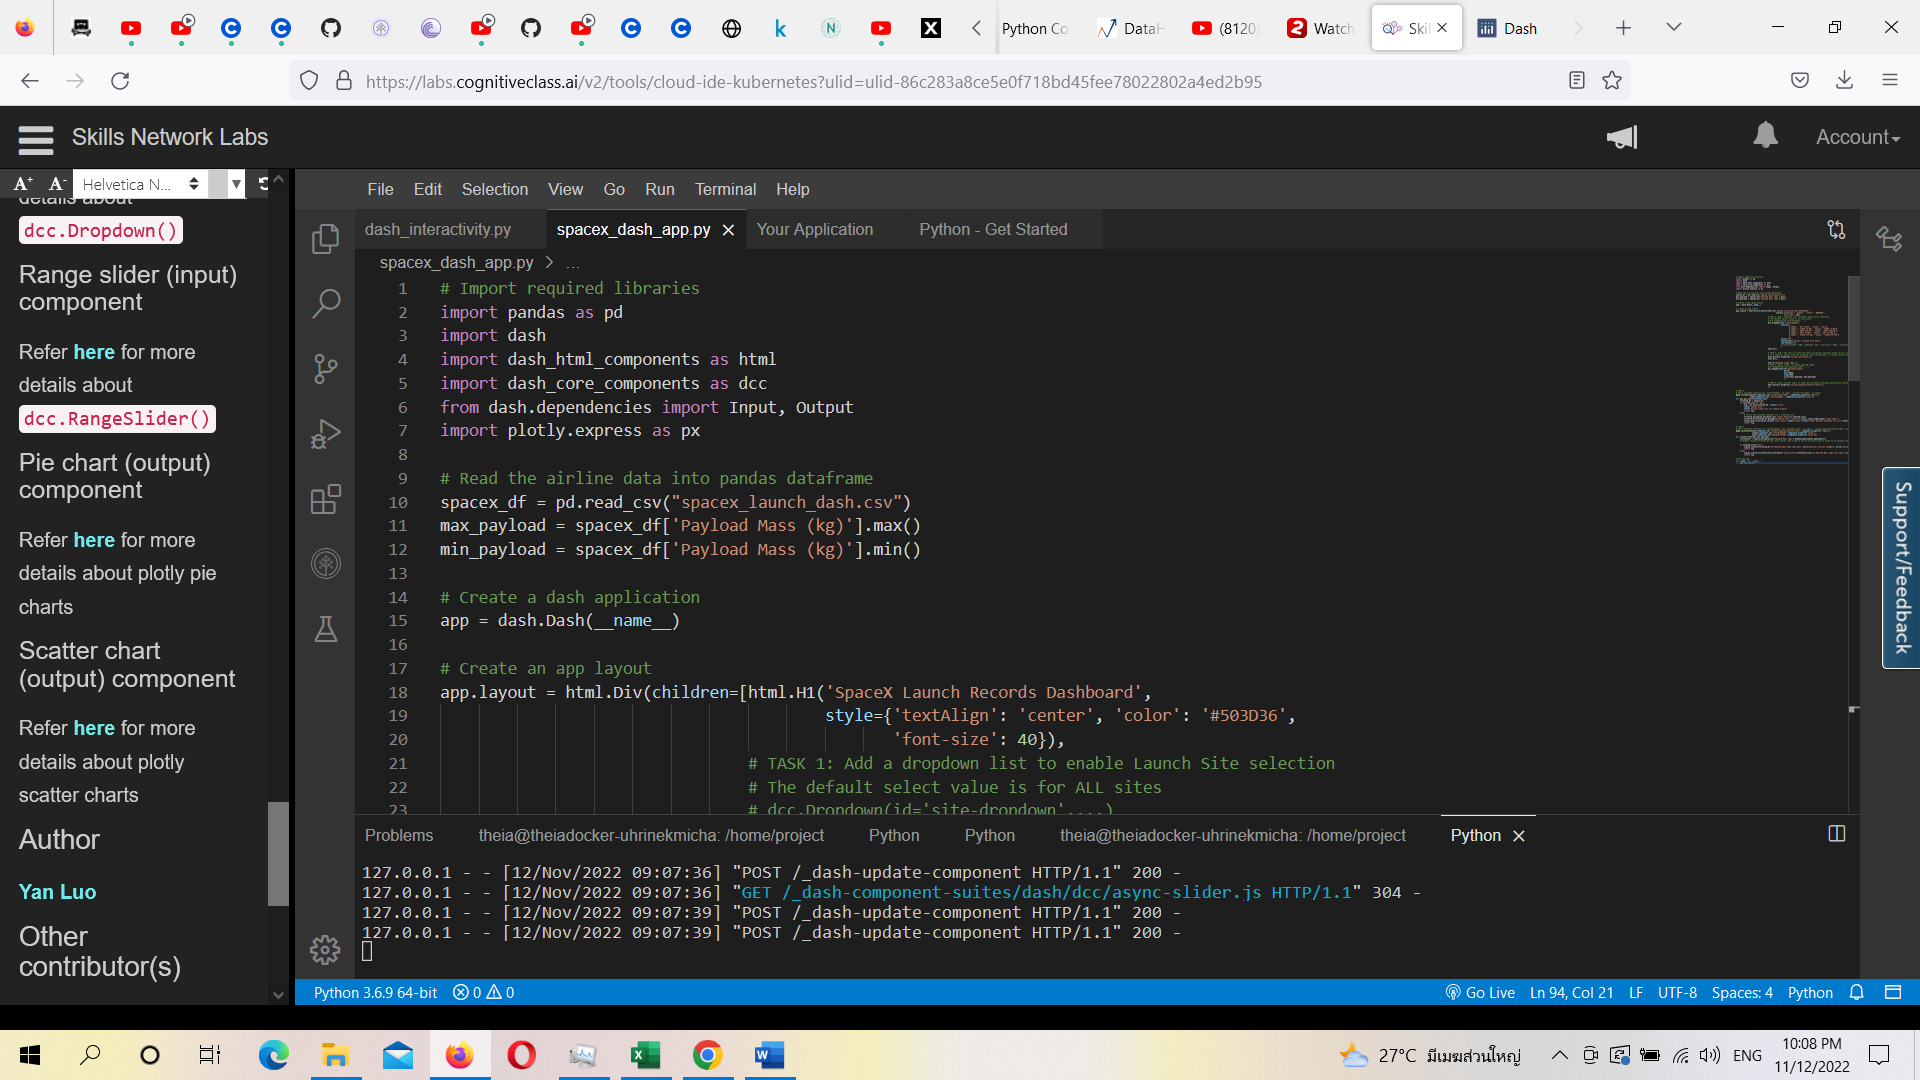 Python Co
DataH
(8120)
Watch
Skil
Dash
https://labs.cognitiveclass.ai/v2/tools/cloud-ide-kubernetes?ulid=ulid-86c283a8ce5e0f718bd45fee78022802a4ed2b95
Skills Network Labs
Account
A+ A- Helvetica N...
details about
dcc.Dropdown()
Range slider (input)
component
Refer here for more
details about
dcc.RangeSlider()
Pie chart (output)
component
Refer here for more
details about plotly pie
charts
Scatter chart
(output) component
Refer here for more
details about plotly
scatter charts
Author
Yan Luo
Other
contributor(s)
File Edit Selection View Go Run Terminal Help
dash_interactivity.py spacex_dash_app.py Your Application Python - Get Started
spacex_dash_app.py > ...
1 # Import required libraries
2 import pandas as pd
3 import dash
4 import dash_html_components as html
5 import dash_core_components as dcc
6 from dash.dependencies import Input, Output
7 import plotly.express as px
8
9 # Read the airline data into pandas dataframe
10 spacex_df = pd.read_csv("spacex_launch_dash.csv")
11 max_payload = spacex_df['Payload Mass (kg)'].max()
12 min_payload = spacex_df['Payload Mass (kg)'].min()
13
14 # Create a dash application
15 app = dash.Dash(__name__)
16
17 # Create an app layout
18 app.layout = html.Div(children=[html.H1('SpaceX Launch Records Dashboard',
19 style={'textAlign': 'center', 'color': '#503D36',
20 'font-size': 40}),
21 # TASK 1: Add a dropdown list to enable Launch Site selection
22 # The default select value is for ALL sites
23 # dcc.Dropdown(id='site-dropdown',...)
Support/Feedback
Problems theia@theiadocker-uhrinekmicha: /home/project Python Python theia@theiadocker-uhrinekmicha: /home/project Python
127.0.0.1 - - [12/Nov/2022 09:07:36] "POST /_dash-update-component HTTP/1.1" 200 -
127.0.0.1 - - [12/Nov/2022 09:07:36] "GET /_dash-component-suites/dash/dcc/async-slider.js HTTP/1.1" 304 -
127.0.0.1 - - [12/Nov/2022 09:07:39] "POST /_dash-update-component HTTP/1.1" 200 -
127.0.0.1 - - [12/Nov/2022 09:07:39] "POST /_dash-update-component HTTP/1.1" 200 -
Python 3.6.9 64-bit 0 0 Go Live Ln 94, Col 21 LF UTF-8 Spaces: 4 Python
27°C มีเมฆส่วนใหญ่ ENG
10:08 PM
11/12/2022